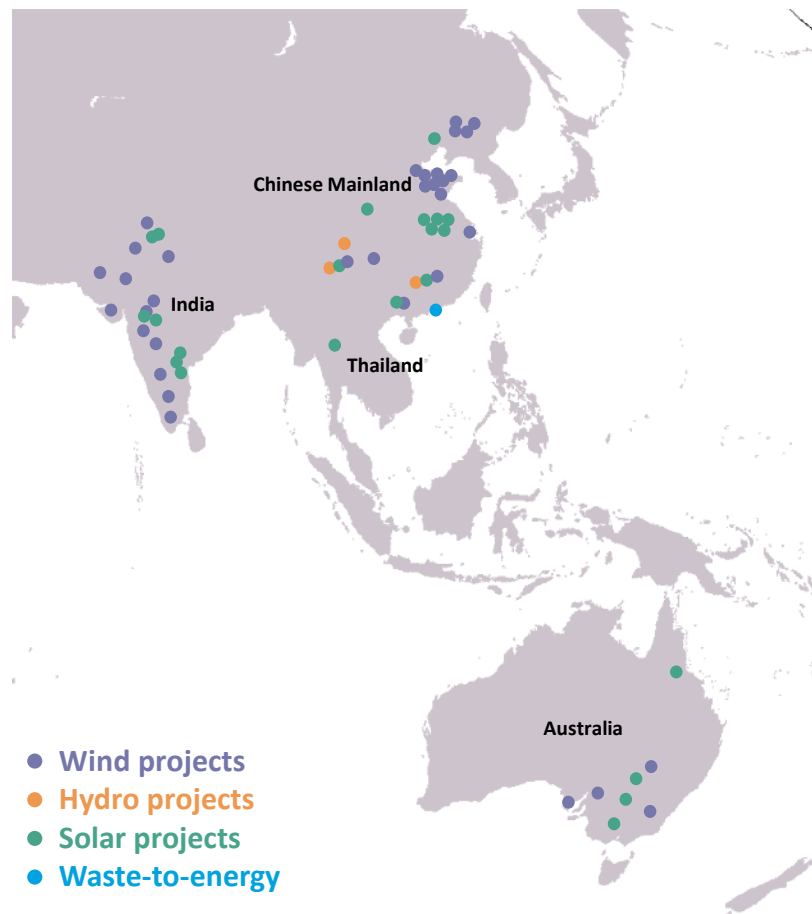 Chinese Mainland
India
Thailand
Australia
Wind projects
Hydro projects
Solar projects
Waste-to-energy